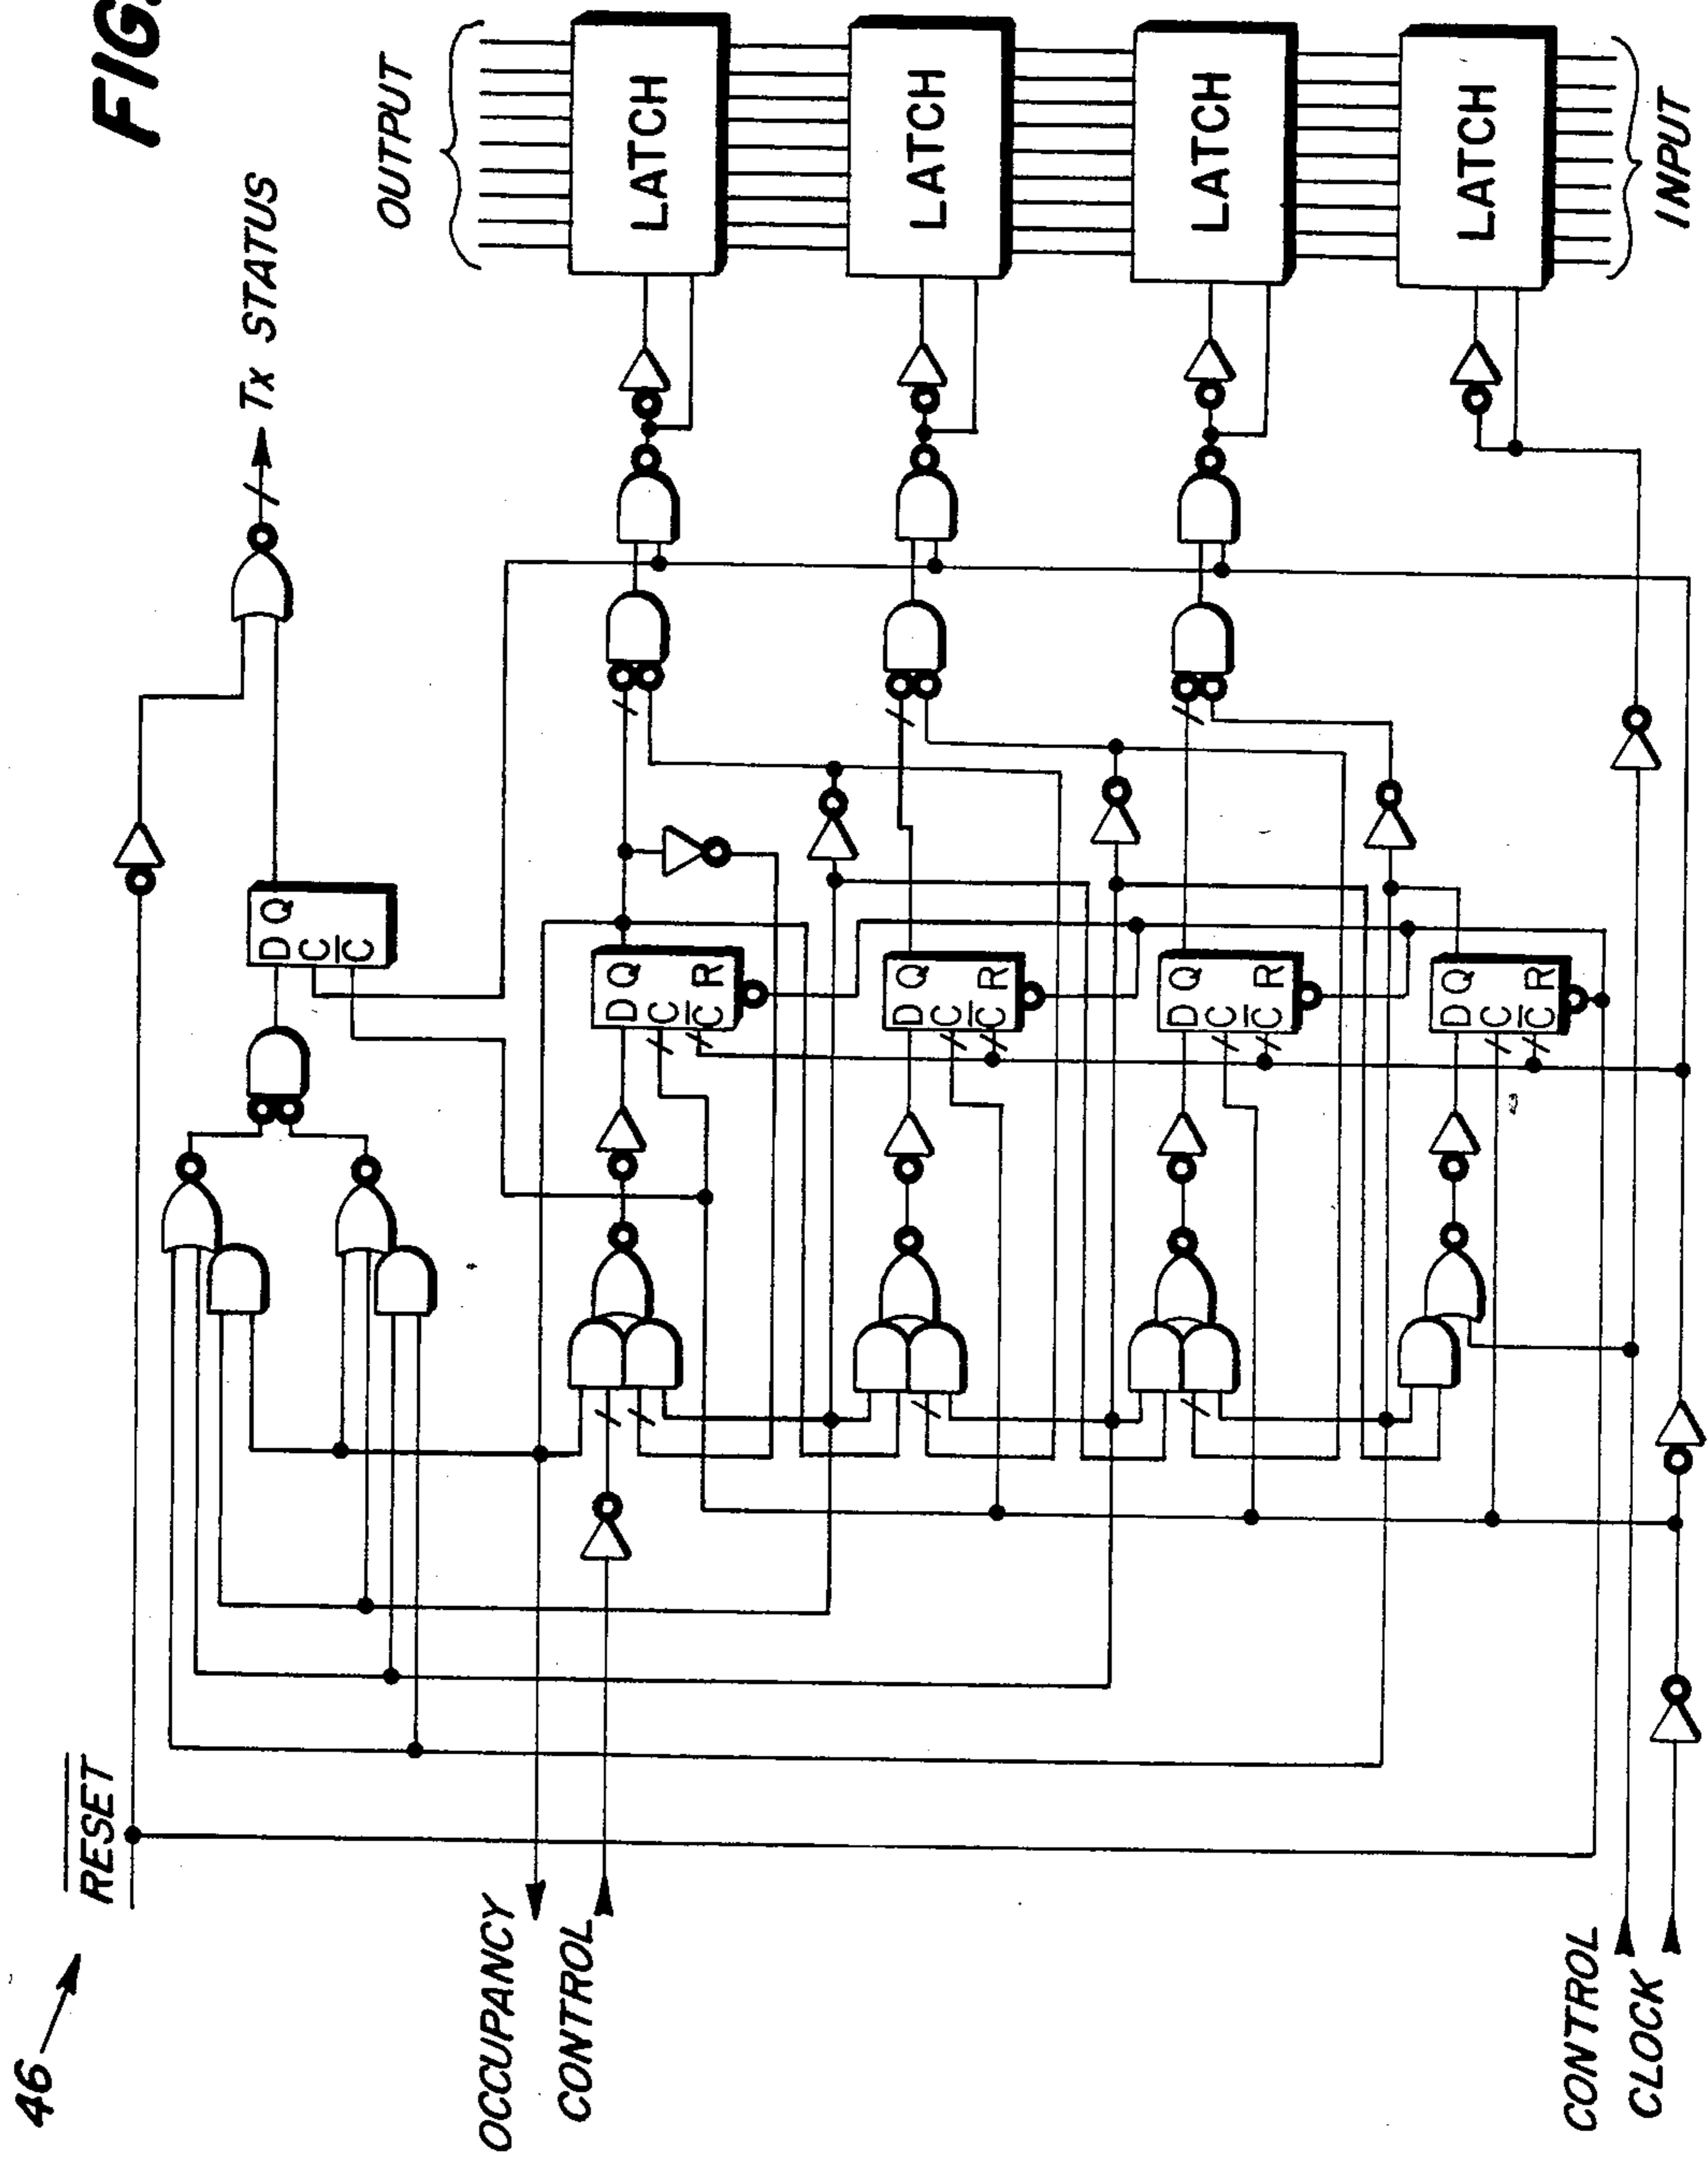 FIG.
46
RESET
Tx STATUS
OUTPUT
D Q
C
C̅
OCCUPANCY
CONTROL
D Q
C
C̅ R
LATCH
D Q
C
C̅ R
LATCH
D Q
C
C̅ R
LATCH
D Q
C
C̅ R
LATCH
CONTROL
CLOCK
INPUT